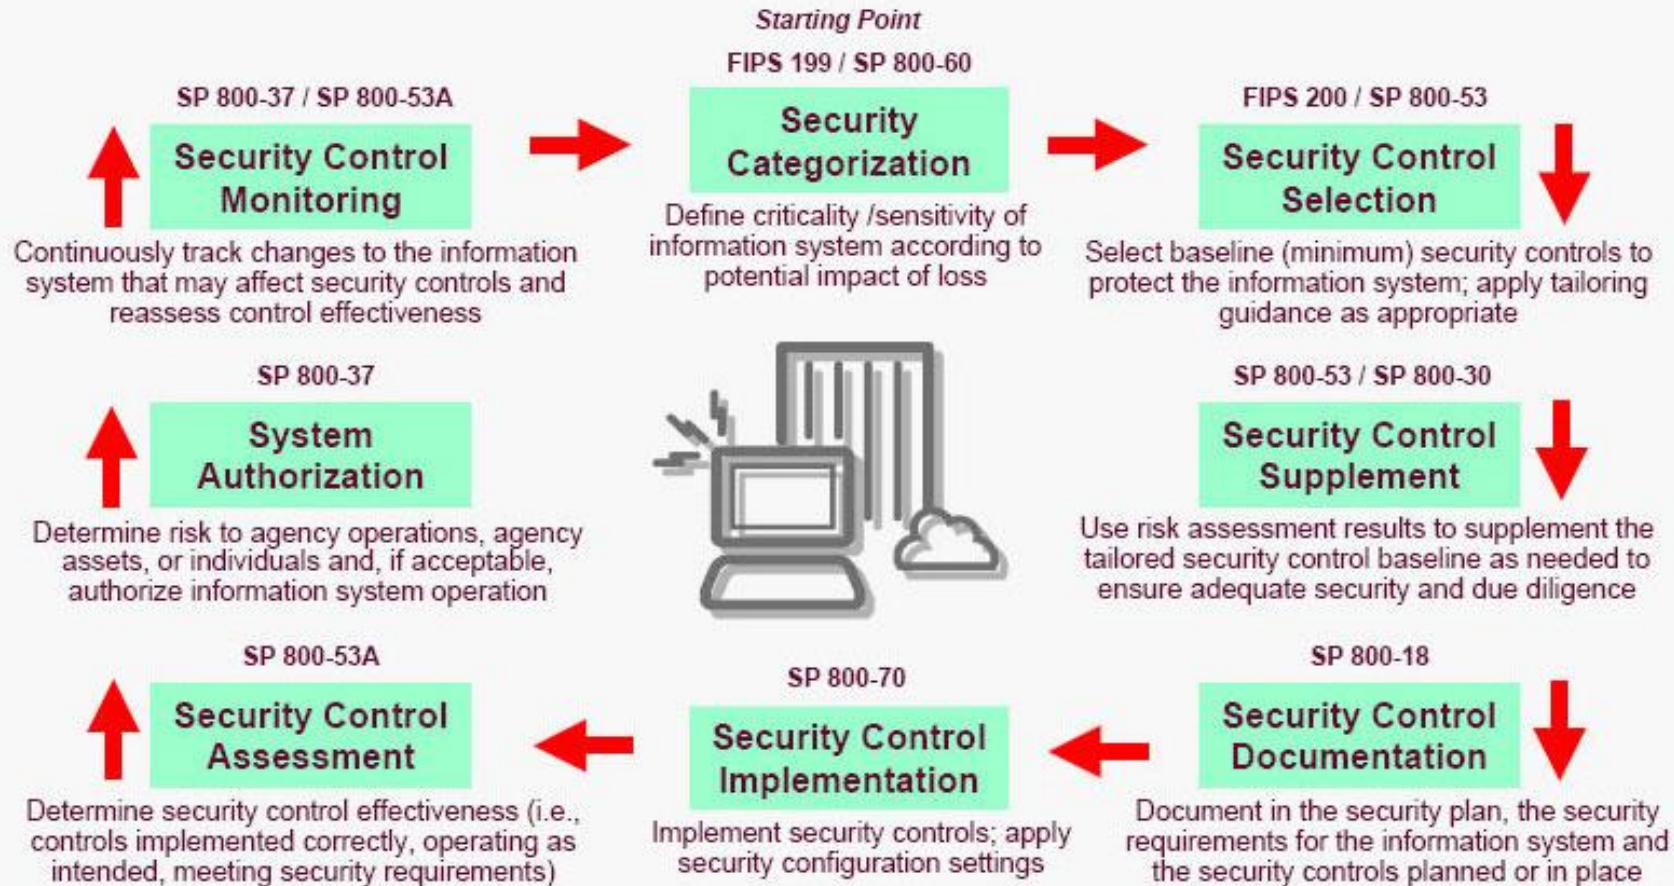 Starting Point
FIPS 199 / SP 800-60
Security
Categorization
Define criticality /sensitivity of
information system according to
potential impact of loss
FIPS 200 / SP 800-53
Security Control
Selection
Select baseline (minimum) security controls to
protect the information system; apply tailoring
guidance as appropriate
SP 800-53 / SP 800-30
Security Control
Supplement
Use risk assessment results to supplement the
tailored security control baseline as needed to
ensure adequate security and due diligence
SP 800-18
Security Control
Documentation
Document in the security plan, the security
requirements for the information system and
the security controls planned or in place
SP 800-70
Security Control
Implementation
Implement security controls; apply
security configuration settings
SP 800-53A
Security Control
Assessment
Determine security control effectiveness (i.e.,
controls implemented correctly, operating as
intended, meeting security requirements)
SP 800-37
System
Authorization
Determine risk to agency operations, agency
assets, or individuals and, if acceptable,
authorize information system operation
SP 800-37 / SP 800-53A
Security Control
Monitoring
Continuously track changes to the information
system that may affect security controls and
reassess control effectiveness